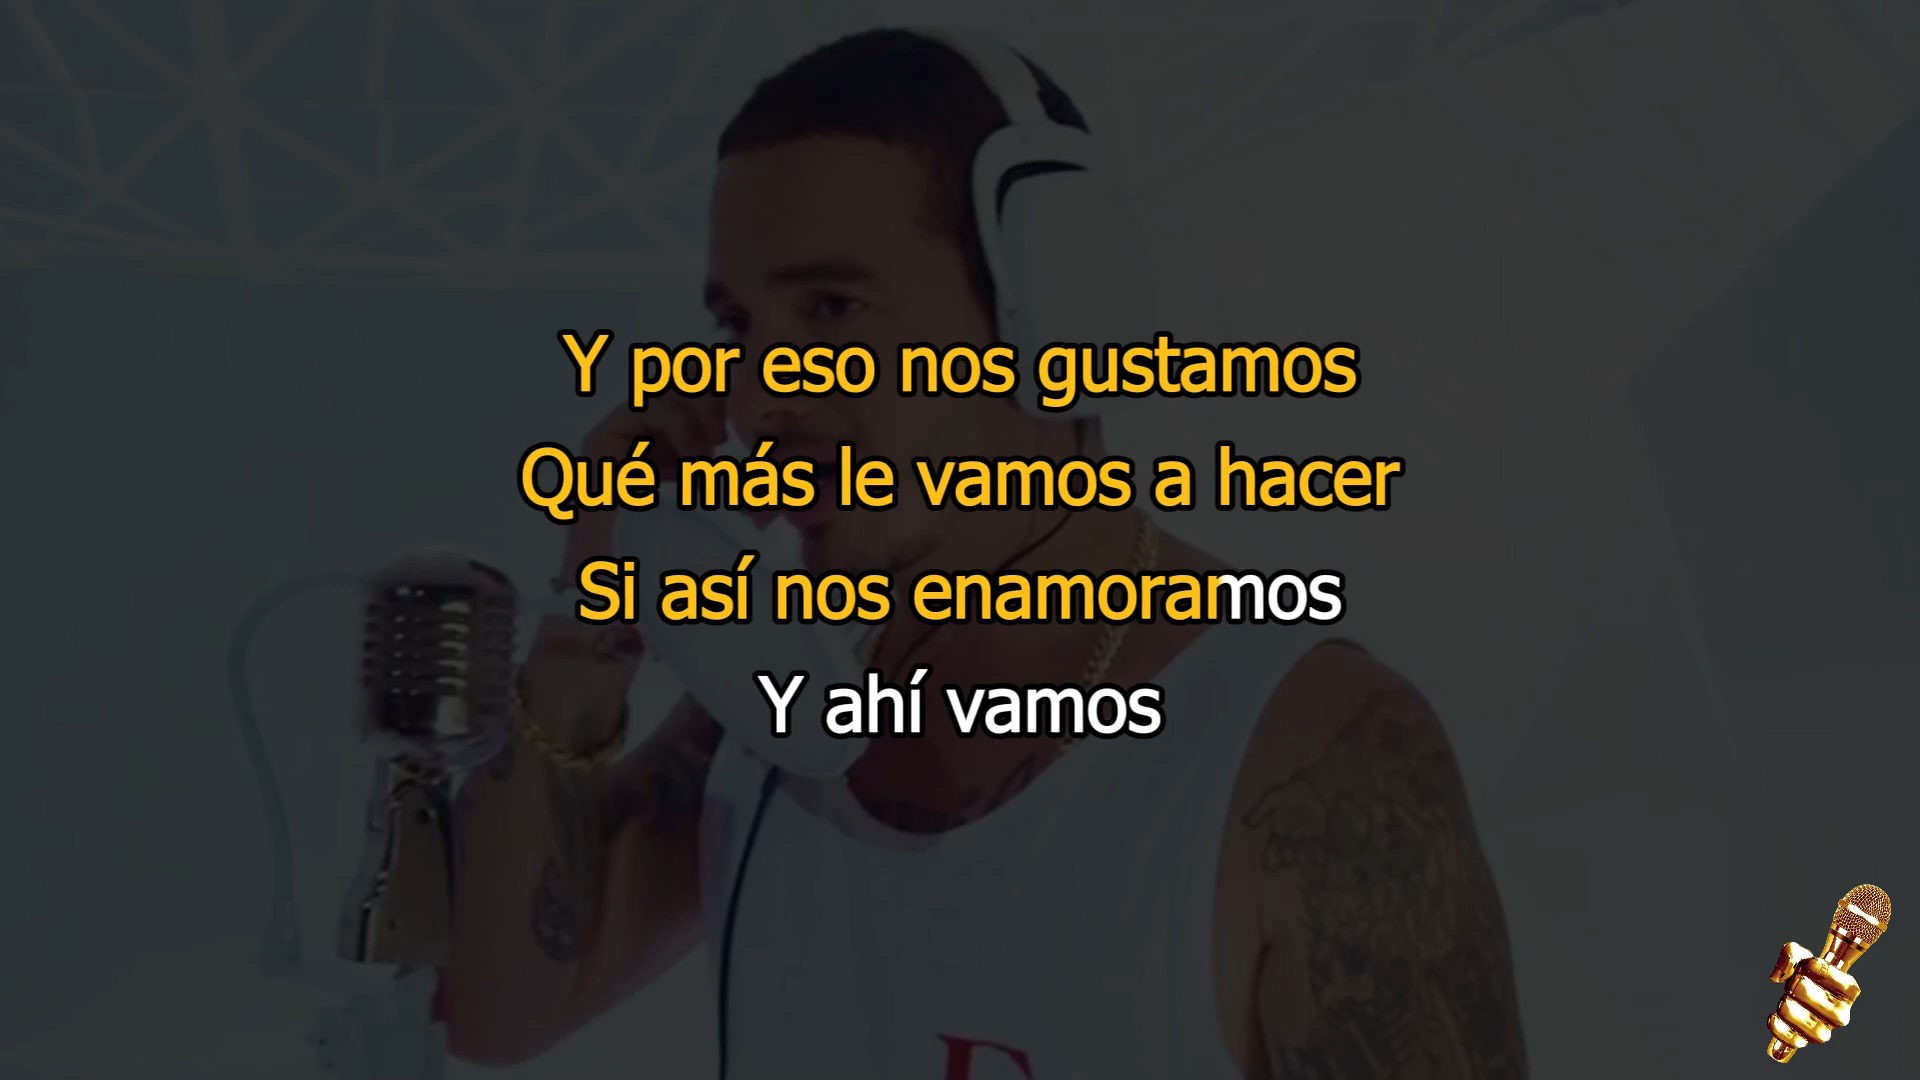 Y por eso nos gustamos
Qué más le vamos a hacer
Si así nos enamoramos
Y ahí vamos